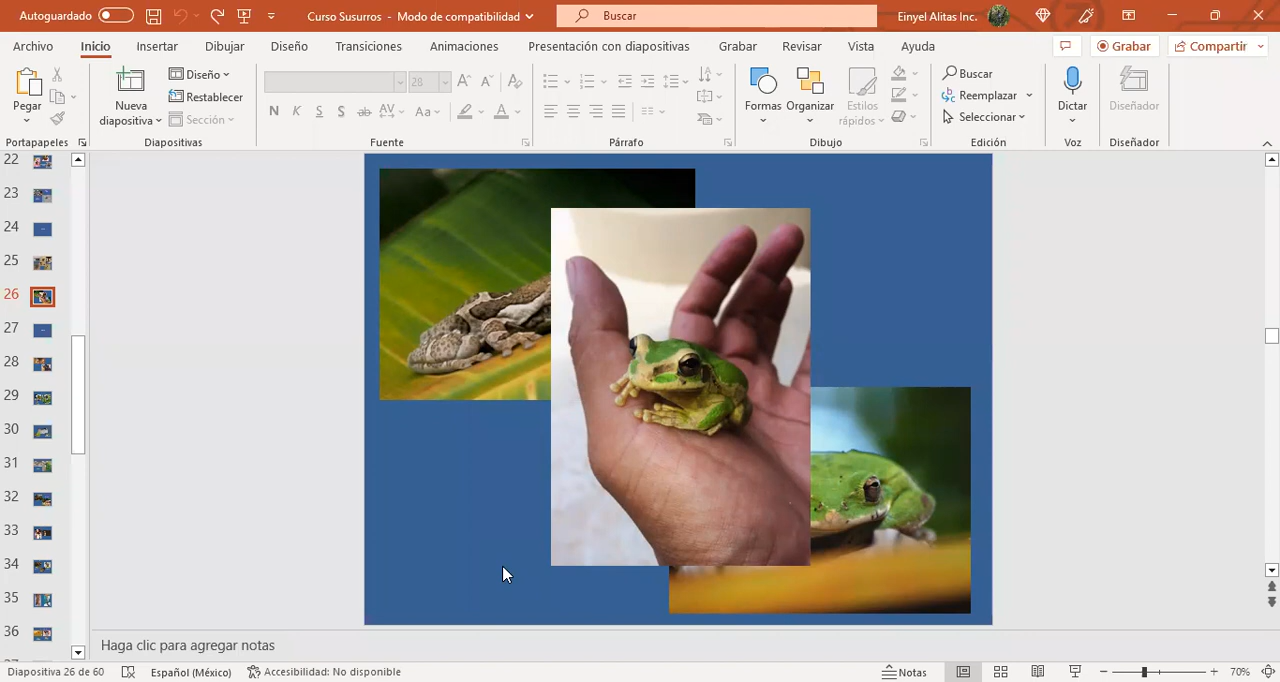 Autoguardado
Curso Susurros - Modo de compatibilidad
Buscar
Einyel Alitas Inc.
Archivo Inicio Insertar Dibujar Diseño Transiciones Animaciones Presentación con diapositivas Grabar Revisar Vista Ayuda
Grabar
Compartir
Pegar
Nueva diapositiva
Diseño
Restablecer
Sección
28
N K S S ab AV Aa A
Formas
Organizar
Estilos rápidos
Buscar
Reemplazar
Seleccionar
Dictar
Diseñador
Portapapeles Diapositivas Fuente Párrafo Dibujo Edición Voz Diseñador
22
23
24
25
26
27
28
29
30
31
32
33
34
35
36
Haga clic para agregar notas
Diapositiva 26 de 60 Español (México) Accesibilidad: No disponible Notas 70%